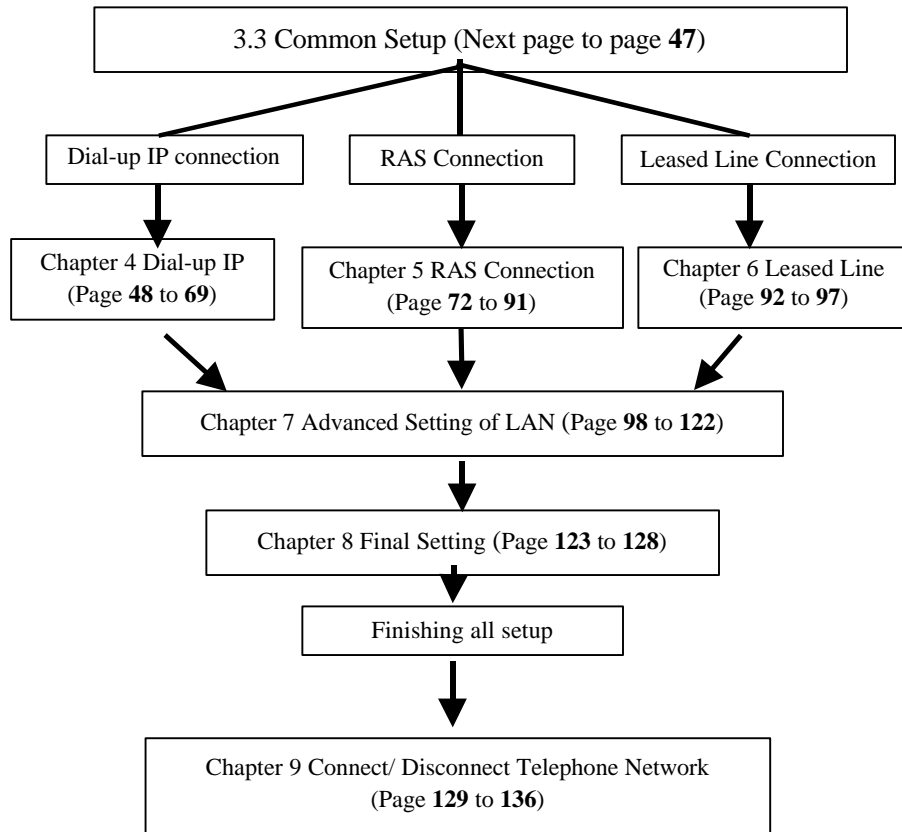 3.3 Common Setup (Next page to page 47)
Dial-up IP connection
RAS Connection
Leased Line Connection
Chapter 4 Dial-up IP
(Page 48 to 69)
Chapter 5 RAS Connection
(Page 72 to 91)
Chapter 6 Leased Line
(Page 92 to 97)
Chapter 7 Advanced Setting of LAN (Page 98 to 122)
Chapter 8 Final Setting (Page 123 to 128)
Finishing all setup
Chapter 9 Connect/ Disconnect Telephone Network
(Page 129 to 136)